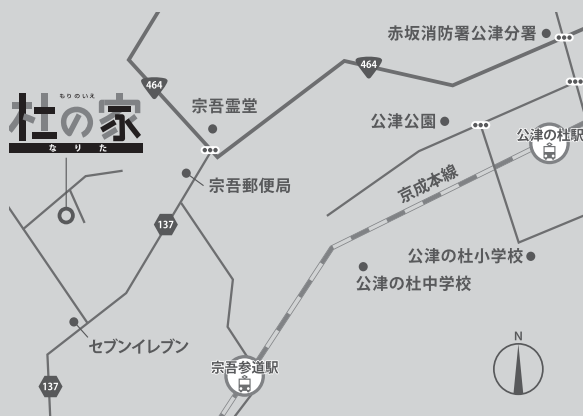 赤坂消防署公津分署
464
464
もりのいえ
杜の家
なりた
宗吾霊堂
公津公園
公津の杜駅
宗吾郵便局
京成本線
137
公津の杜小学校
公津の杜中学校
セブンイレブン
宗吾参道駅
137
N